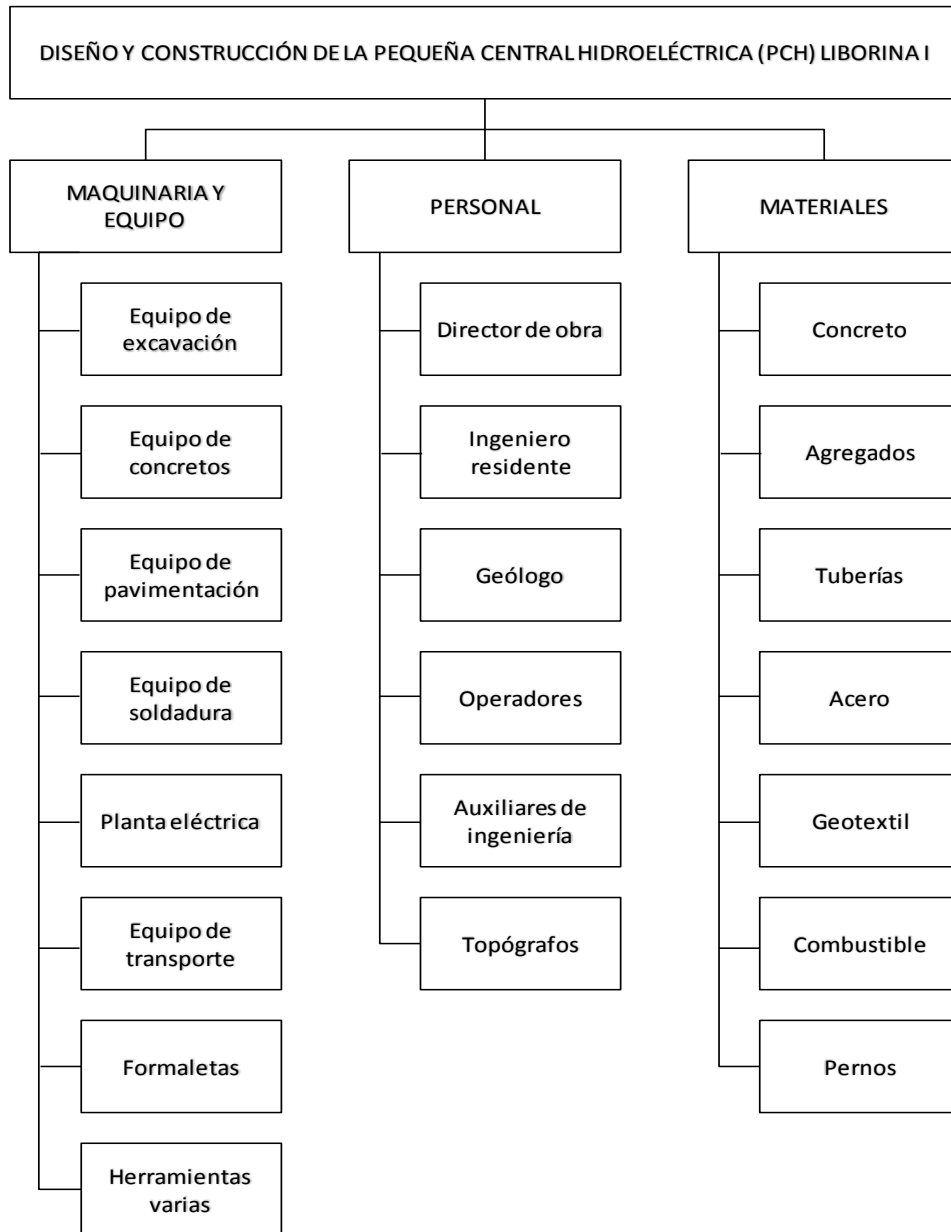 DISEÑO Y CONSTRUCCIÓN DE LA PEQUEÑA CENTRAL HIDROELÉCTRICA (PCH) LIBORINA I
MAQUINARIA Y
EQUIPO
Equipo de
excavación
Equipo de
concretos
Equipo de
pavimentación
Equipo de
soldadura
Planta eléctrica
Equipo de
transporte
Formaletas
Herramientas
varias
PERSONAL
Director de obra
Ingeniero
residente
Geólogo
Operadores
Auxiliares de
ingeniería
Topógrafos
MATERIALES
Concreto
Agregados
Tuberías
Acero
Geotextil
Combustible
Pernos